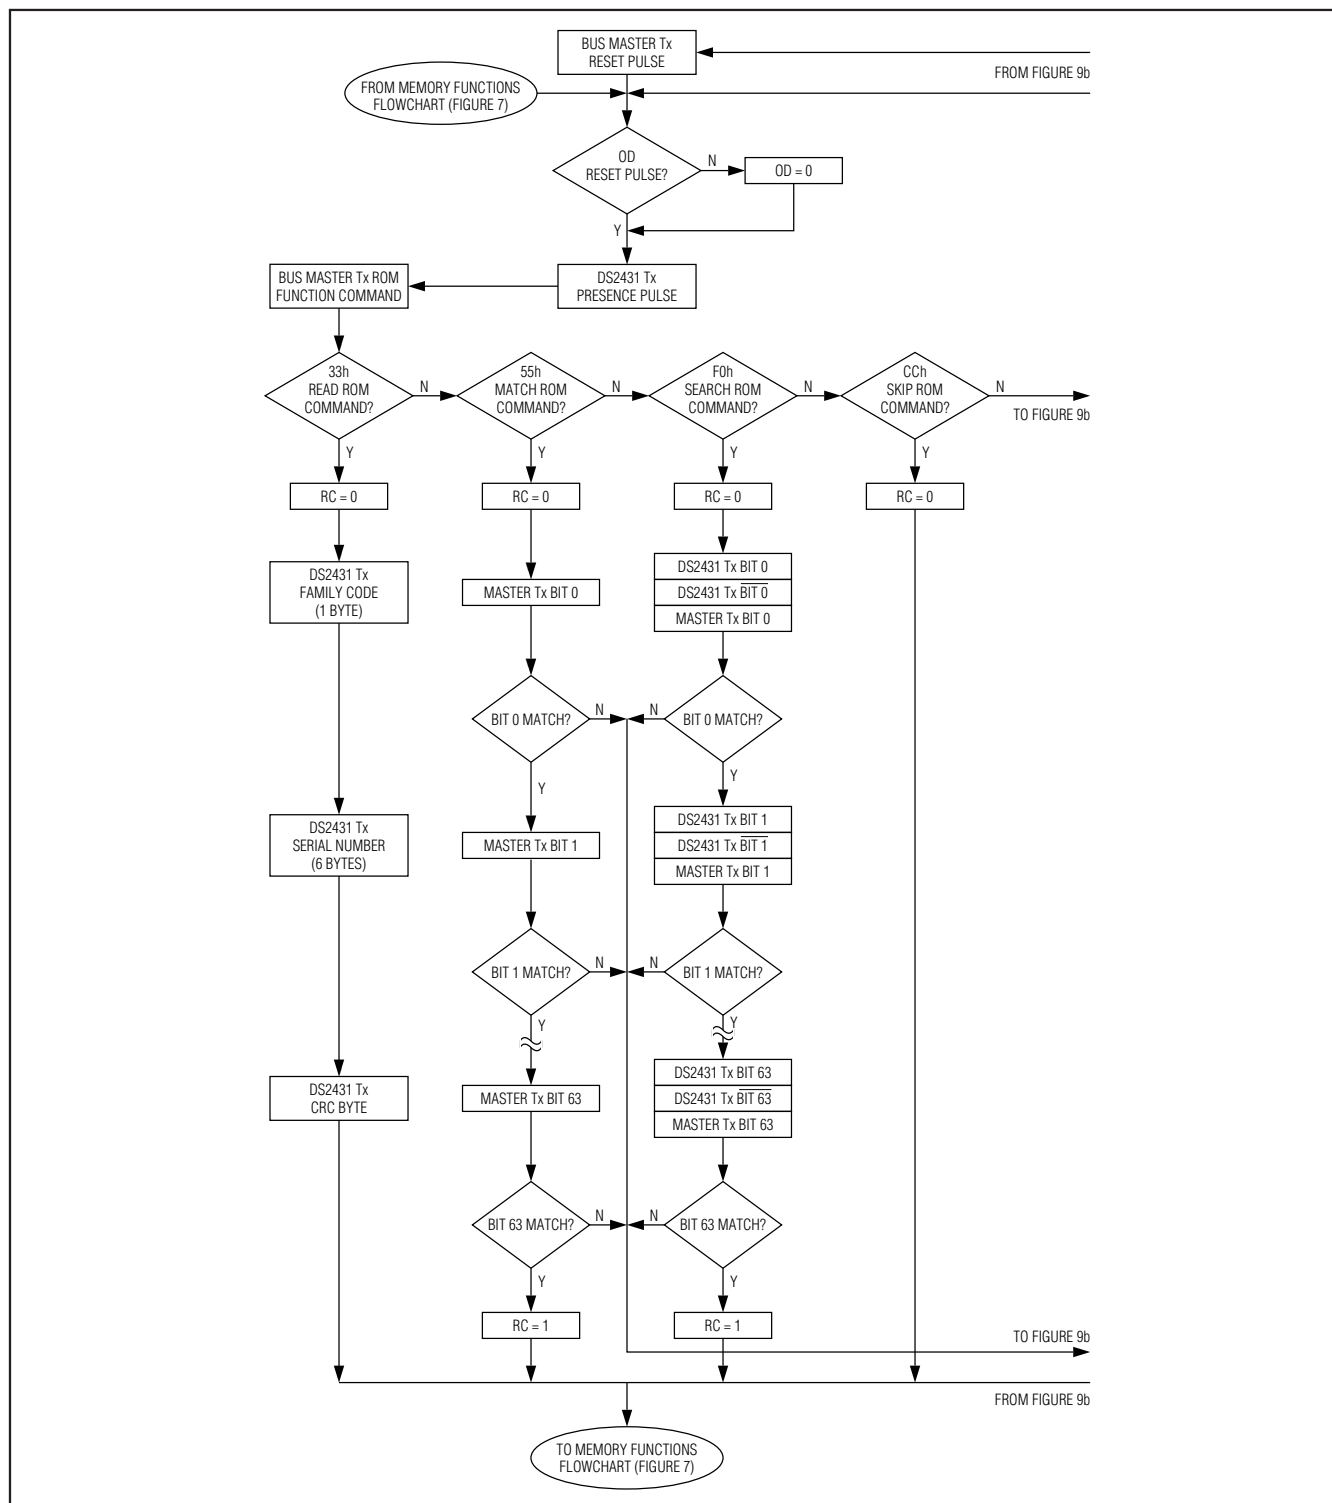 BUS MASTER Tx
RESET PULSE
FROM FIGURE 9b
FROM MEMORY FUNCTIONS
FLOWCHART (FIGURE 7)
OD
RESET PULSE?
N
OD = 0
Y
BUS MASTER Tx ROM
FUNCTION COMMAND
DS2431 Tx
PRESENCE PULSE
33h
READ ROM
COMMAND?
N
55h
MATCH ROM
COMMAND?
N
F0h
SEARCH ROM
COMMAND?
N
CCh
SKIP ROM
COMMAND?
N
TO FIGURE 9b
Y
Y
Y
Y
RC = 0
RC = 0
RC = 0
RC = 0
DS2431 Tx
FAMILY CODE
(1 BYTE)
MASTER Tx BIT 0
DS2431 Tx BIT 0
DS2431 Tx B̅I̅T̅ ̅0̅
MASTER Tx BIT 0
BIT 0 MATCH?
N
N
BIT 0 MATCH?
Y
Y
DS2431 Tx
SERIAL NUMBER
(6 BYTES)
MASTER Tx BIT 1
DS2431 Tx BIT 1
DS2431 Tx B̅I̅T̅ ̅1̅
MASTER Tx BIT 1
BIT 1 MATCH?
N
N
BIT 1 MATCH?
Y
Y
DS2431 Tx
CRC BYTE
MASTER Tx BIT 63
DS2431 Tx BIT 63
DS2431 Tx B̅I̅T̅ ̅6̅3̅
MASTER Tx BIT 63
BIT 63 MATCH?
N
N
BIT 63 MATCH?
Y
Y
RC = 1
RC = 1
TO FIGURE 9b
FROM FIGURE 9b
TO MEMORY FUNCTIONS
FLOWCHART (FIGURE 7)